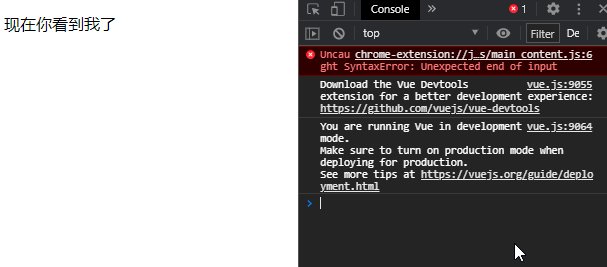 现在你看到我了
Console
1
top
Filter
De
Uncau chrome-extension://j…s/main_content.js:6
ght SyntaxError: Unexpected end of input
Download the Vue Devtools vue.js:9055
extension for a better development experience:
https://github.com/vuejs/vue-devtools
You are running Vue in development vue.js:9064
mode.
Make sure to turn on production mode when
deploying for production.
See more tips at https://vuejs.org/guide/deplo
yment.html